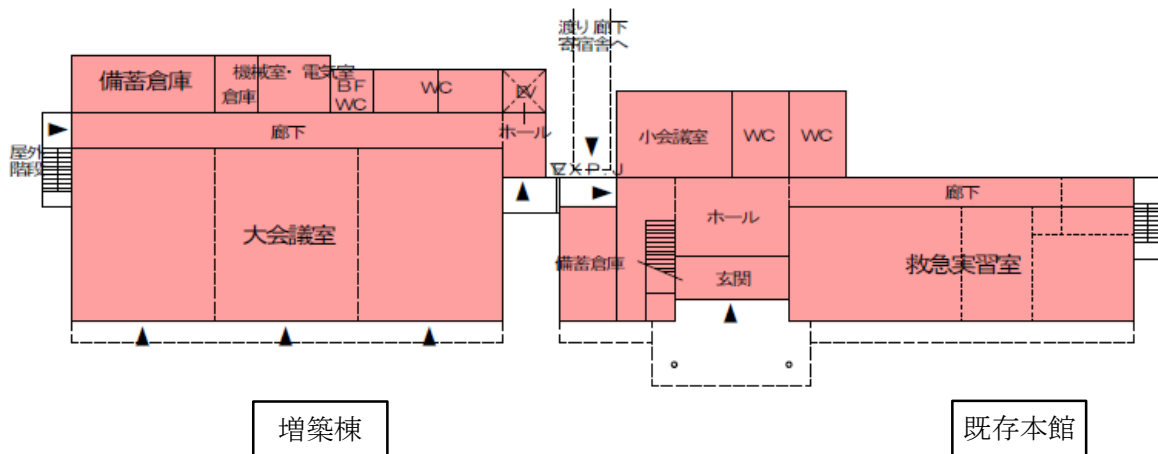 渡り廊下
寄宿舎へ
備蓄倉庫
機械室・電気室
倉庫
BF
WC
WC
EV
ホール
廊下
屋外
階段
大会議室
EXP.J
小会議室
WC
WC
廊下
ホール
備蓄倉庫
玄関
救急実習室
増築棟
既存本館